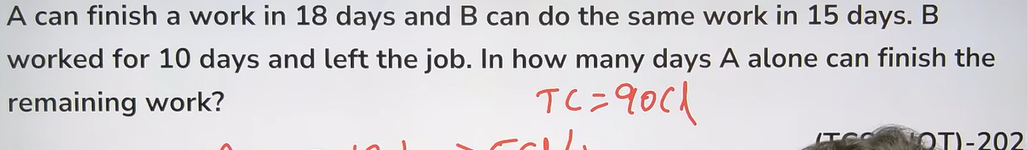 A can finish a work in 18 days and B can do the same work in 15 days. B
worked for 10 days and left the job. In how many days A alone can finish the
remaining work?
TC=90Cl